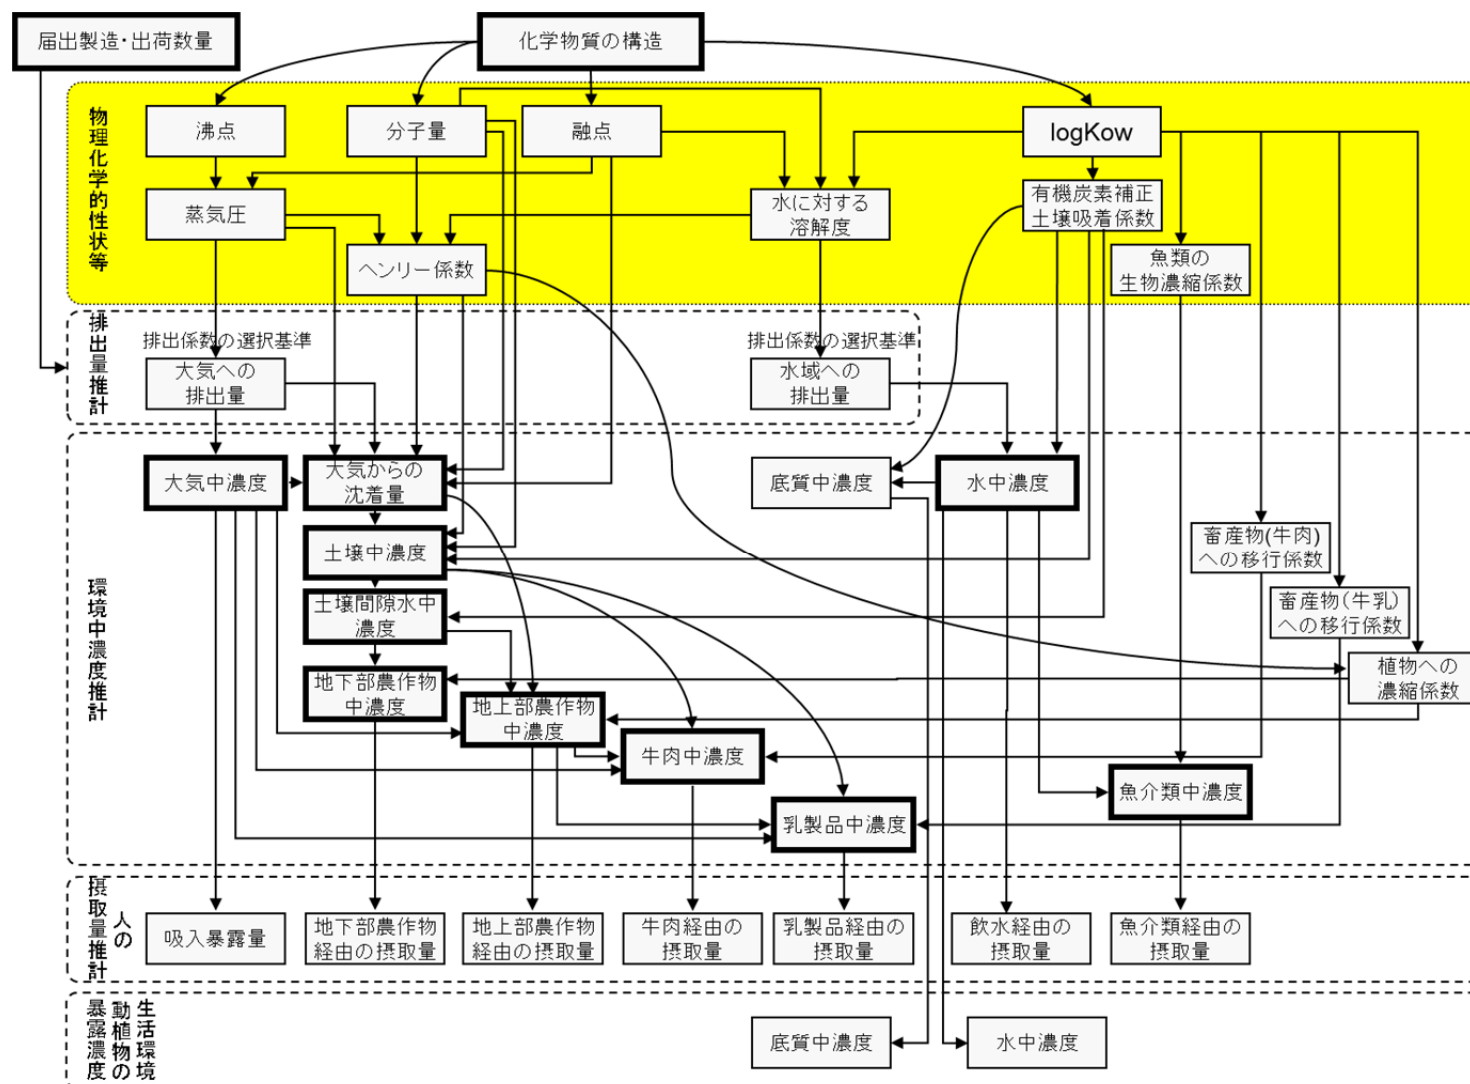 届出製造・出荷数量
化学物質の構造
物理化学的性状等
沸点
分子量
融点
logKow
蒸気圧
水に対する
溶解度
有機炭素補正
土壌吸着係数
ヘンリー係数
魚類の
生物濃縮係数
排出量推計
排出係数の選択基準
排出係数の選択基準
大気への
排出量
水域への
排出量
環境中濃度推計
大気中濃度
大気からの
沈着量
底質中濃度
水中濃度
土壌中濃度
畜産物(牛肉)
への移行係数
土壌間隙水中
濃度
畜産物(牛乳)
への移行係数
地下部農作物
中濃度
植物への
濃縮係数
地上部農作物
中濃度
牛肉中濃度
魚介類中濃度
乳製品中濃度
人の
摂取量推計
吸入暴露量
地下部農作物
経由の摂取量
地上部農作物
経由の摂取量
牛肉経由の
摂取量
乳製品経由の
摂取量
飲水経由の
摂取量
魚介類経由の
摂取量
生活環境
動植物の
暴露濃度
底質中濃度
水中濃度